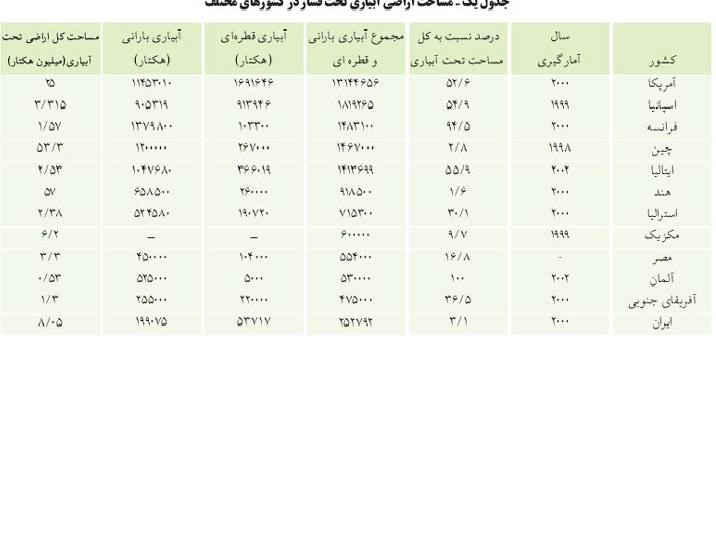 جدول یک ـ مساحت اراضی آبیاری تحت فشار در کشورهای مختلف
کشور	سال آمارگیری	درصد نسبت به کل مساحت تحت آبیاری	مجموع آبیاری بارانی و قطره ای	آبیاری قطره‌ای (هکتار)	آبیاری بارانی (هکتار)	مساحت کل اراضی تحت آبیاری(میلیون هکتار)
آمریکا	۲۰۰۰	۵۲/۶	۱۳۱۴۴۶۵۶	۱۶۹۱۶۴۶	۱۱۴۵۳۰۱۰	۲۵
اسپانیا	۱۹۹۹	۵۴/۹	۱۸۱۹۲۶۵	۹۱۳۹۴۶	۹۰۵۳۱۹	۳/۳۱۵
فرانسه	۲۰۰۰	۹۴/۵	۱۴۸۳۱۰۰	۱۰۳۳۰۰	۱۳۷۹۸۰۰	۱/۵۷
چین	۱۹۹۸	۲/۸	۱۴۶۷۰۰۰	۲۶۷۰۰۰	۱۲۰۰۰۰۰	۵۳/۳
ایتالیا	۲۰۰۲	۵۵/۹	۱۴۱۳۶۹۹	۳۶۶۰۱۹	۱۰۴۷۶۸۰	۲/۵۳
هند	۲۰۰۰	۱/۶	۹۱۸۵۰۰	۲۶۰۰۰۰	۶۵۸۵۰۰	۵۷
استرالیا	۲۰۰۰	۳۰/۱	۷۱۵۳۰۰	۱۹۰۷۲۰	۵۲۴۵۸۰	۲/۳۸
مکزیک	۱۹۹۹	۹/۷	۶۰۰۰۰۰	–	–	۶/۲
مصر	-	۱۶/۸	۵۵۴۰۰۰	۱۰۴۰۰۰	۴۵۰۰۰۰	۳/۳
آلمان	۲۰۰۲	۱۰۰	۵۳۰۰۰۰	۵۰۰۰	۵۲۵۰۰۰	۰/۵۳
آفریقای جنوبی	۲۰۰۰	۳۶/۵	۴۷۵۰۰۰	۲۲۰۰۰۰	۲۵۵۰۰۰	۱/۳
ایران	۲۰۰۰	۳/۱	۲۵۲۷۹۲	۵۳۷۱۷	۱۹۹۰۷۵	۸/۰۵